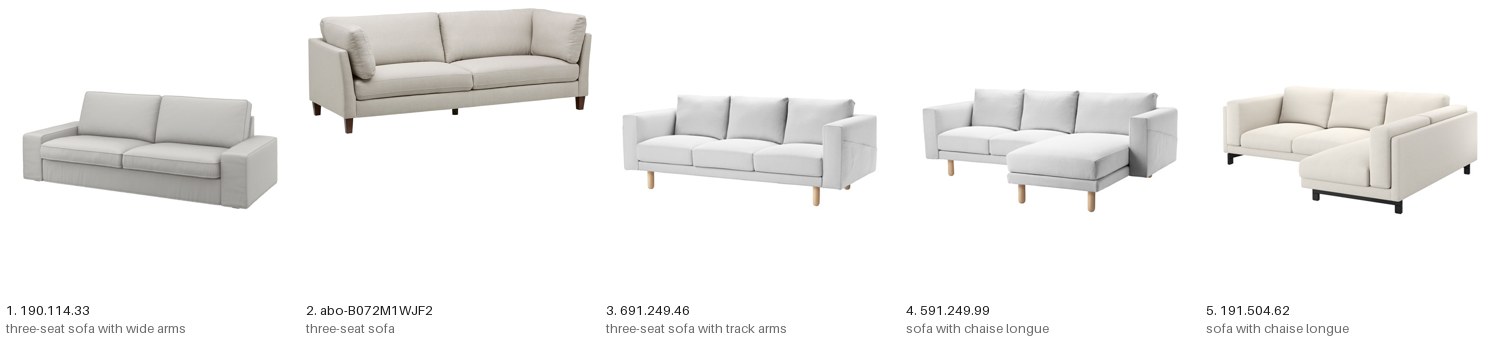 1. 190.114.33
three-seat sofa with wide arms
2. abo-B072M1WJF2
three-seat sofa
3. 691.249.46
three-seat sofa with track arms
4. 591.249.99
sofa with chaise longue
5. 191.504.62
sofa with chaise longue